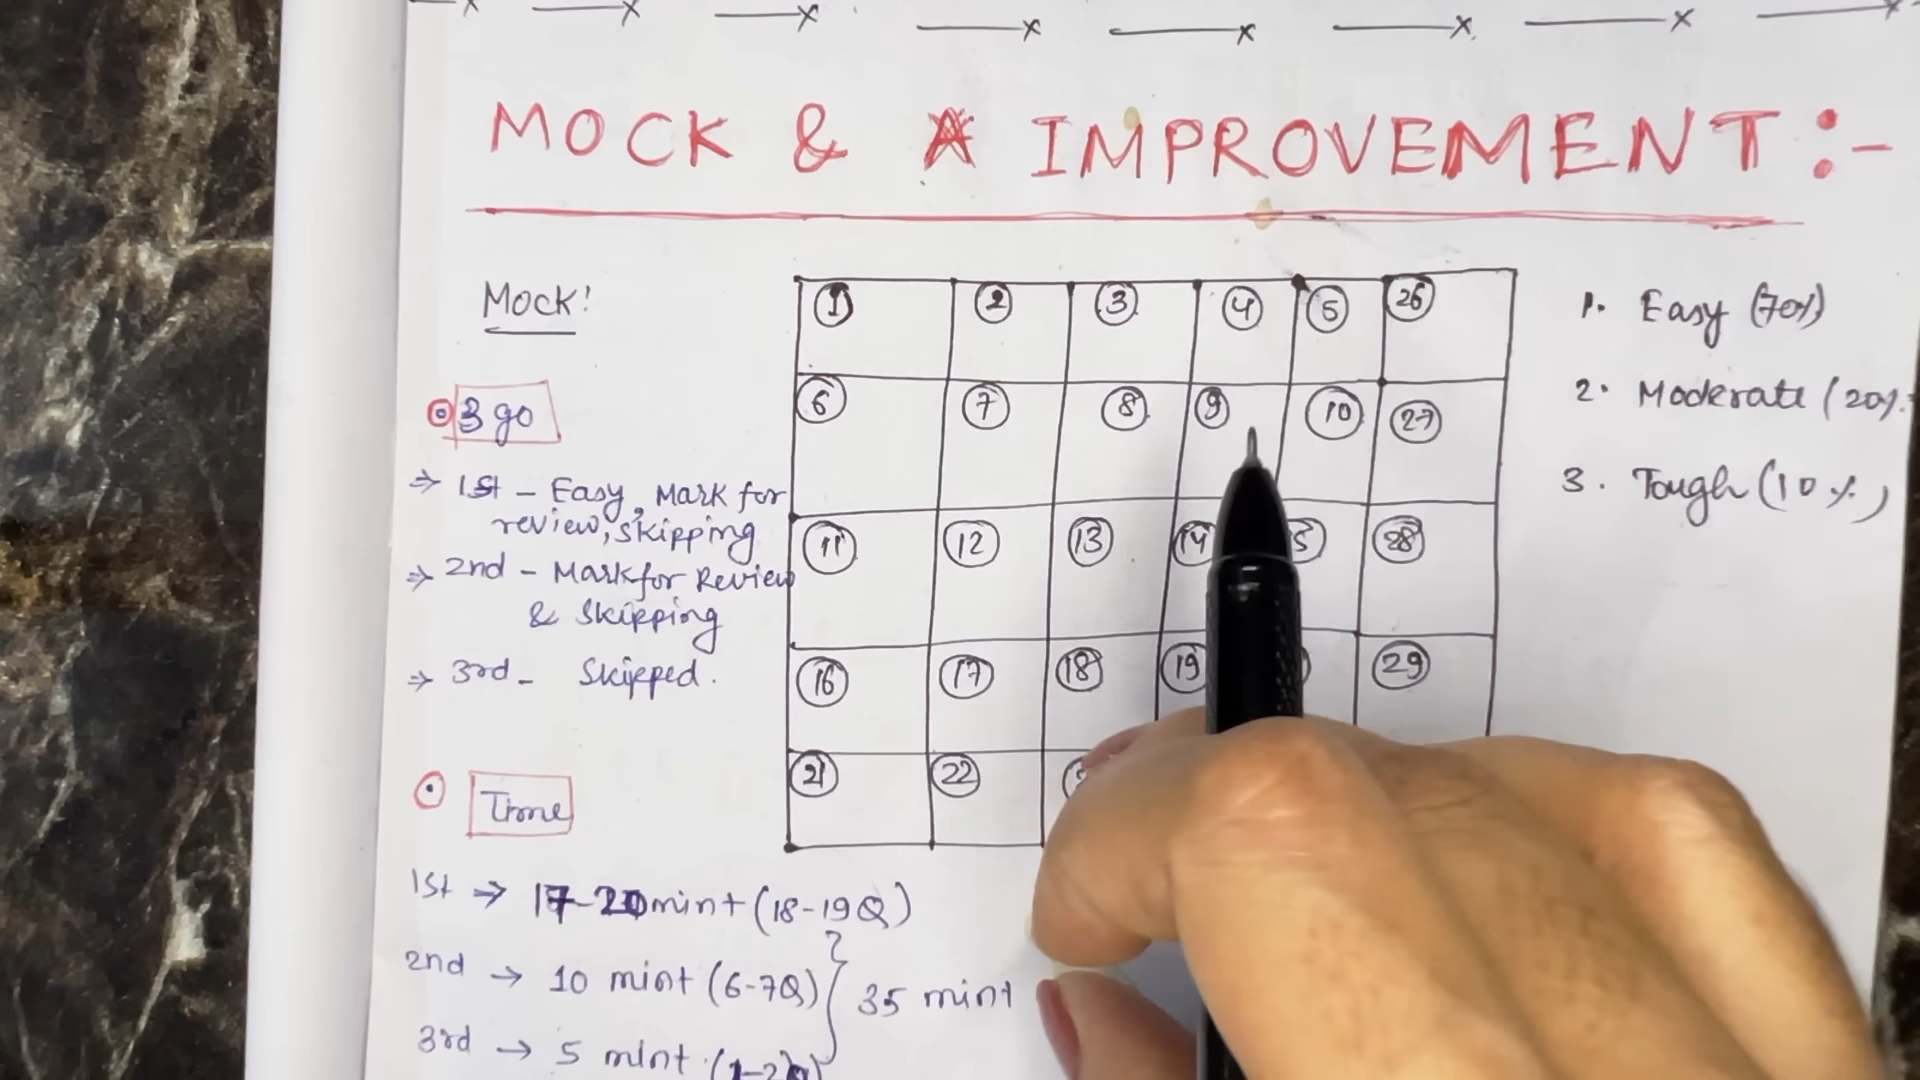 MOCK & IMPROVEMENT :-
Mock!
3 go
⇒ 1st - Easy, Mark for
review, skipping
⇒ 2nd - Mark for Review
& Skipping
⇒ 3rd - Skipped.
Time
1st ⇒ 17-20 mint (18-19Q)
2nd → 10 mint (6-7Q)
35 mint
3rd → 5 mint (1-2Q)
1 2 3 4 5 26
6 7 8 9 10 27
11 12 13 14 28
16 17 18 19 29
21 22
1. Easy (70%)
2. Moderate (20%.
3. Tough (10%)